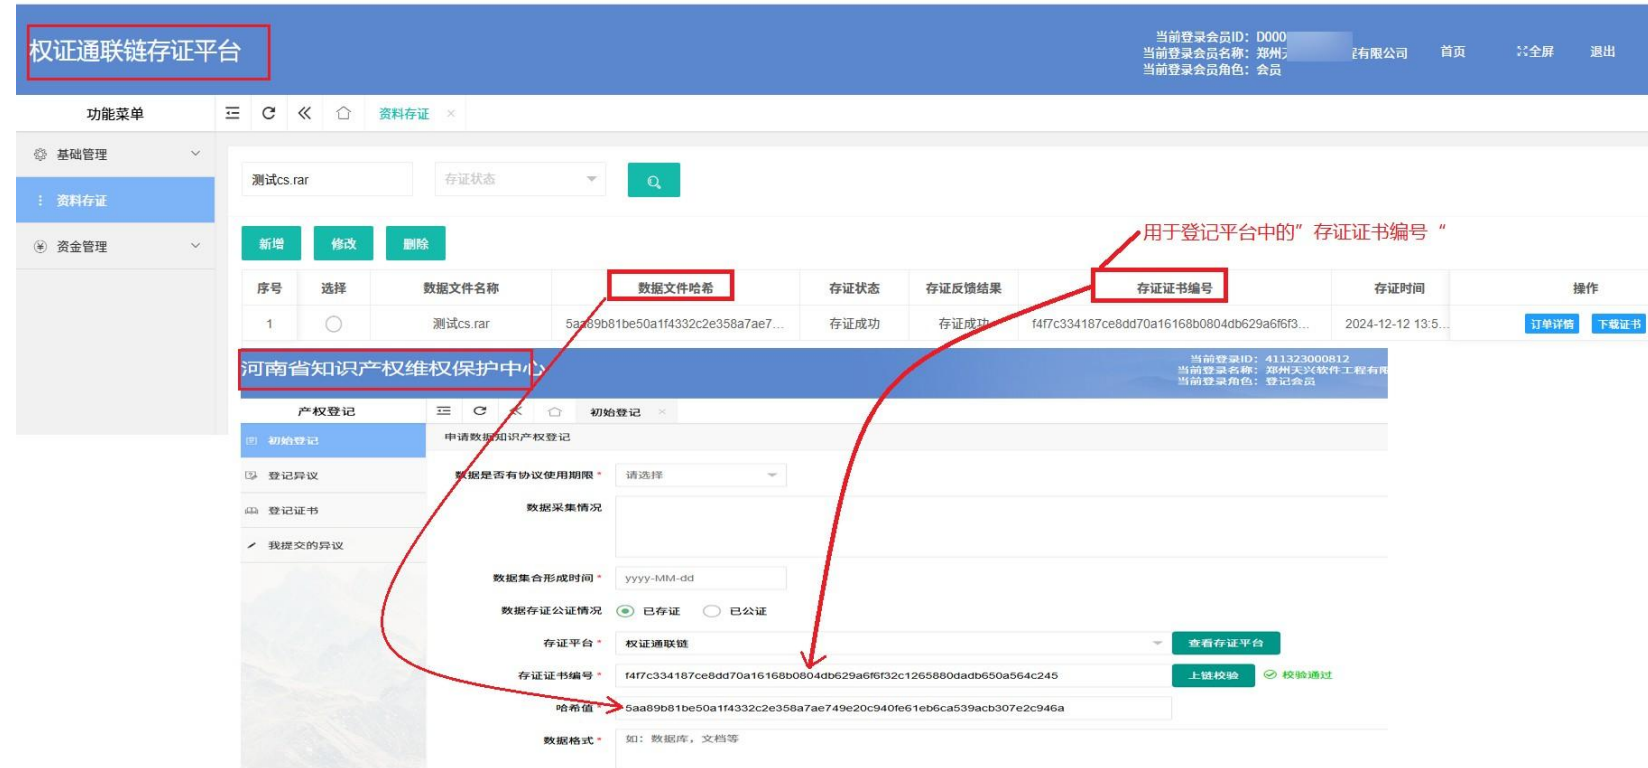 权证通联链存证平台
当前登录会员ID：D000
当前登录会员名称：郑州 程有限公司
当前登录会员角色：会员
首页 全屏 退出
功能菜单 资料存证 ×
基础管理
资料存证
资金管理
测试cs.rar 存证状态
用于登记平台中的”存证证书编号“
新增 修改 删除
序号 选择 数据文件名称 数据文件哈希 存证状态 存证反馈结果 存证证书编号 存证时间 操作
1 测试cs.rar 5aa89b81be50a1f4332c2e358a7ae7... 存证成功 存证成功 f4f7c334187ce8dd70a16168b0804db629a6f6f3... 2024-12-12 13:5... 订单详情 下载证书
河南省知识产权维权保护中心
当前登录ID：411323000812
当前登录名称：郑州天兴软件工程有限
当前登录角色：登记会员
产权登记 初始登记 ×
初始登记
登记异议
登记证书
我提交的异议
申请数据知识产权登记
数据是否有协议使用期限 * 请选择
数据采集情况
数据集合形成时间 * yyyy-MM-dd
数据存证公证情况 已存证 已公证
存证平台 * 权证通联链 查看存证平台
存证证书编号 * f4f7c334187ce8dd70a16168b0804db629a6f6f32c1265880dadb650a564c245 上链校验 校验通过
哈希值 * 5aa89b81be50a1f4332c2e358a7ae749e20c940fe61eb6ca539acb307e2c946a
数据格式 * 如：数据库，文档等